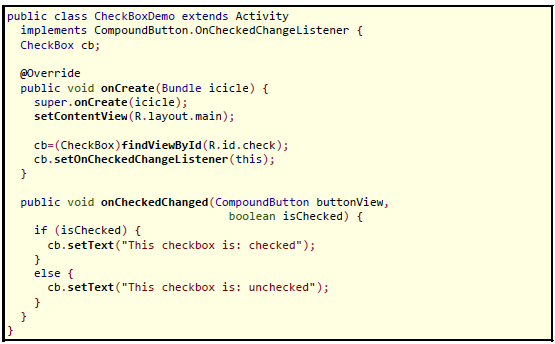 public class CheckBoxDemo extends Activity
  implements CompoundButton.OnCheckedChangeListener {
  CheckBox cb;

  @Override
  public void onCreate(Bundle icicle) {
    super.onCreate(icicle);
    setContentView(R.layout.main);

    cb=(CheckBox)findViewById(R.id.check);
    cb.setOnCheckedChangeListener(this);
  }

  public void onCheckedChanged(CompoundButton buttonView,
                               boolean isChecked) {
    if (isChecked) {
      cb.setText("This checkbox is: checked");
    }
    else {
      cb.setText("This checkbox is: unchecked");
    }
  }
}